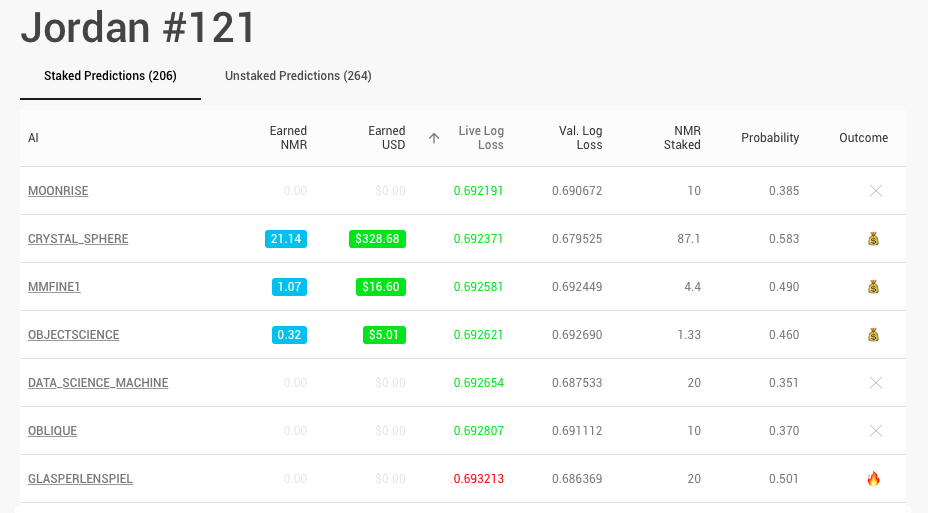 Jordan #121
Staked Predictions (206) Unstaked Predictions (264)
AI Earned NMR Earned USD Live Log Loss Val. Log Loss NMR Staked Probability Outcome
MOONRISE 0.00 $0.00 0.692191 0.690672 10 0.385
CRYSTAL_SPHERE 21.14 $328.68 0.692371 0.679525 87.1 0.583
MMFINE1 1.07 $16.60 0.692581 0.692449 4.4 0.490
OBJECTSCIENCE 0.32 $5.01 0.692621 0.692690 1.33 0.460
DATA_SCIENCE_MACHINE 0.00 $0.00 0.692654 0.687533 20 0.351
OBLIQUE 0.00 $0.00 0.692807 0.691112 10 0.370
GLASPERLENSPIEL 0.00 $0.00 0.693213 0.686369 20 0.501